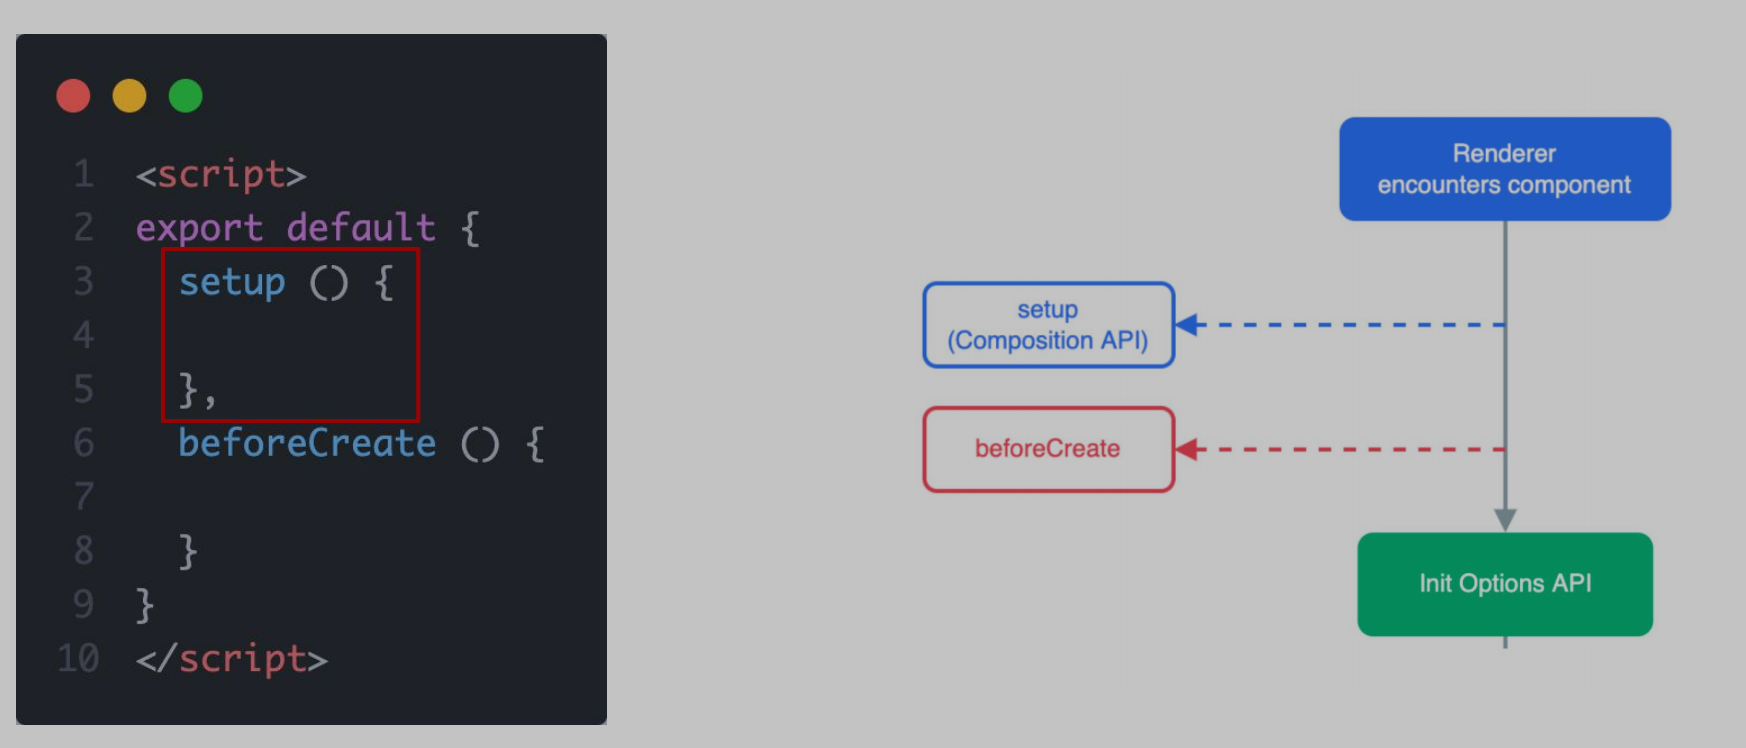 1 <script>
2 export default {
3 setup () {
4
5 },
6 beforeCreate () {
7
8 }
9 }
10 </script>
Renderer
encounters component
setup
(Composition API)
beforeCreate
Init Options API